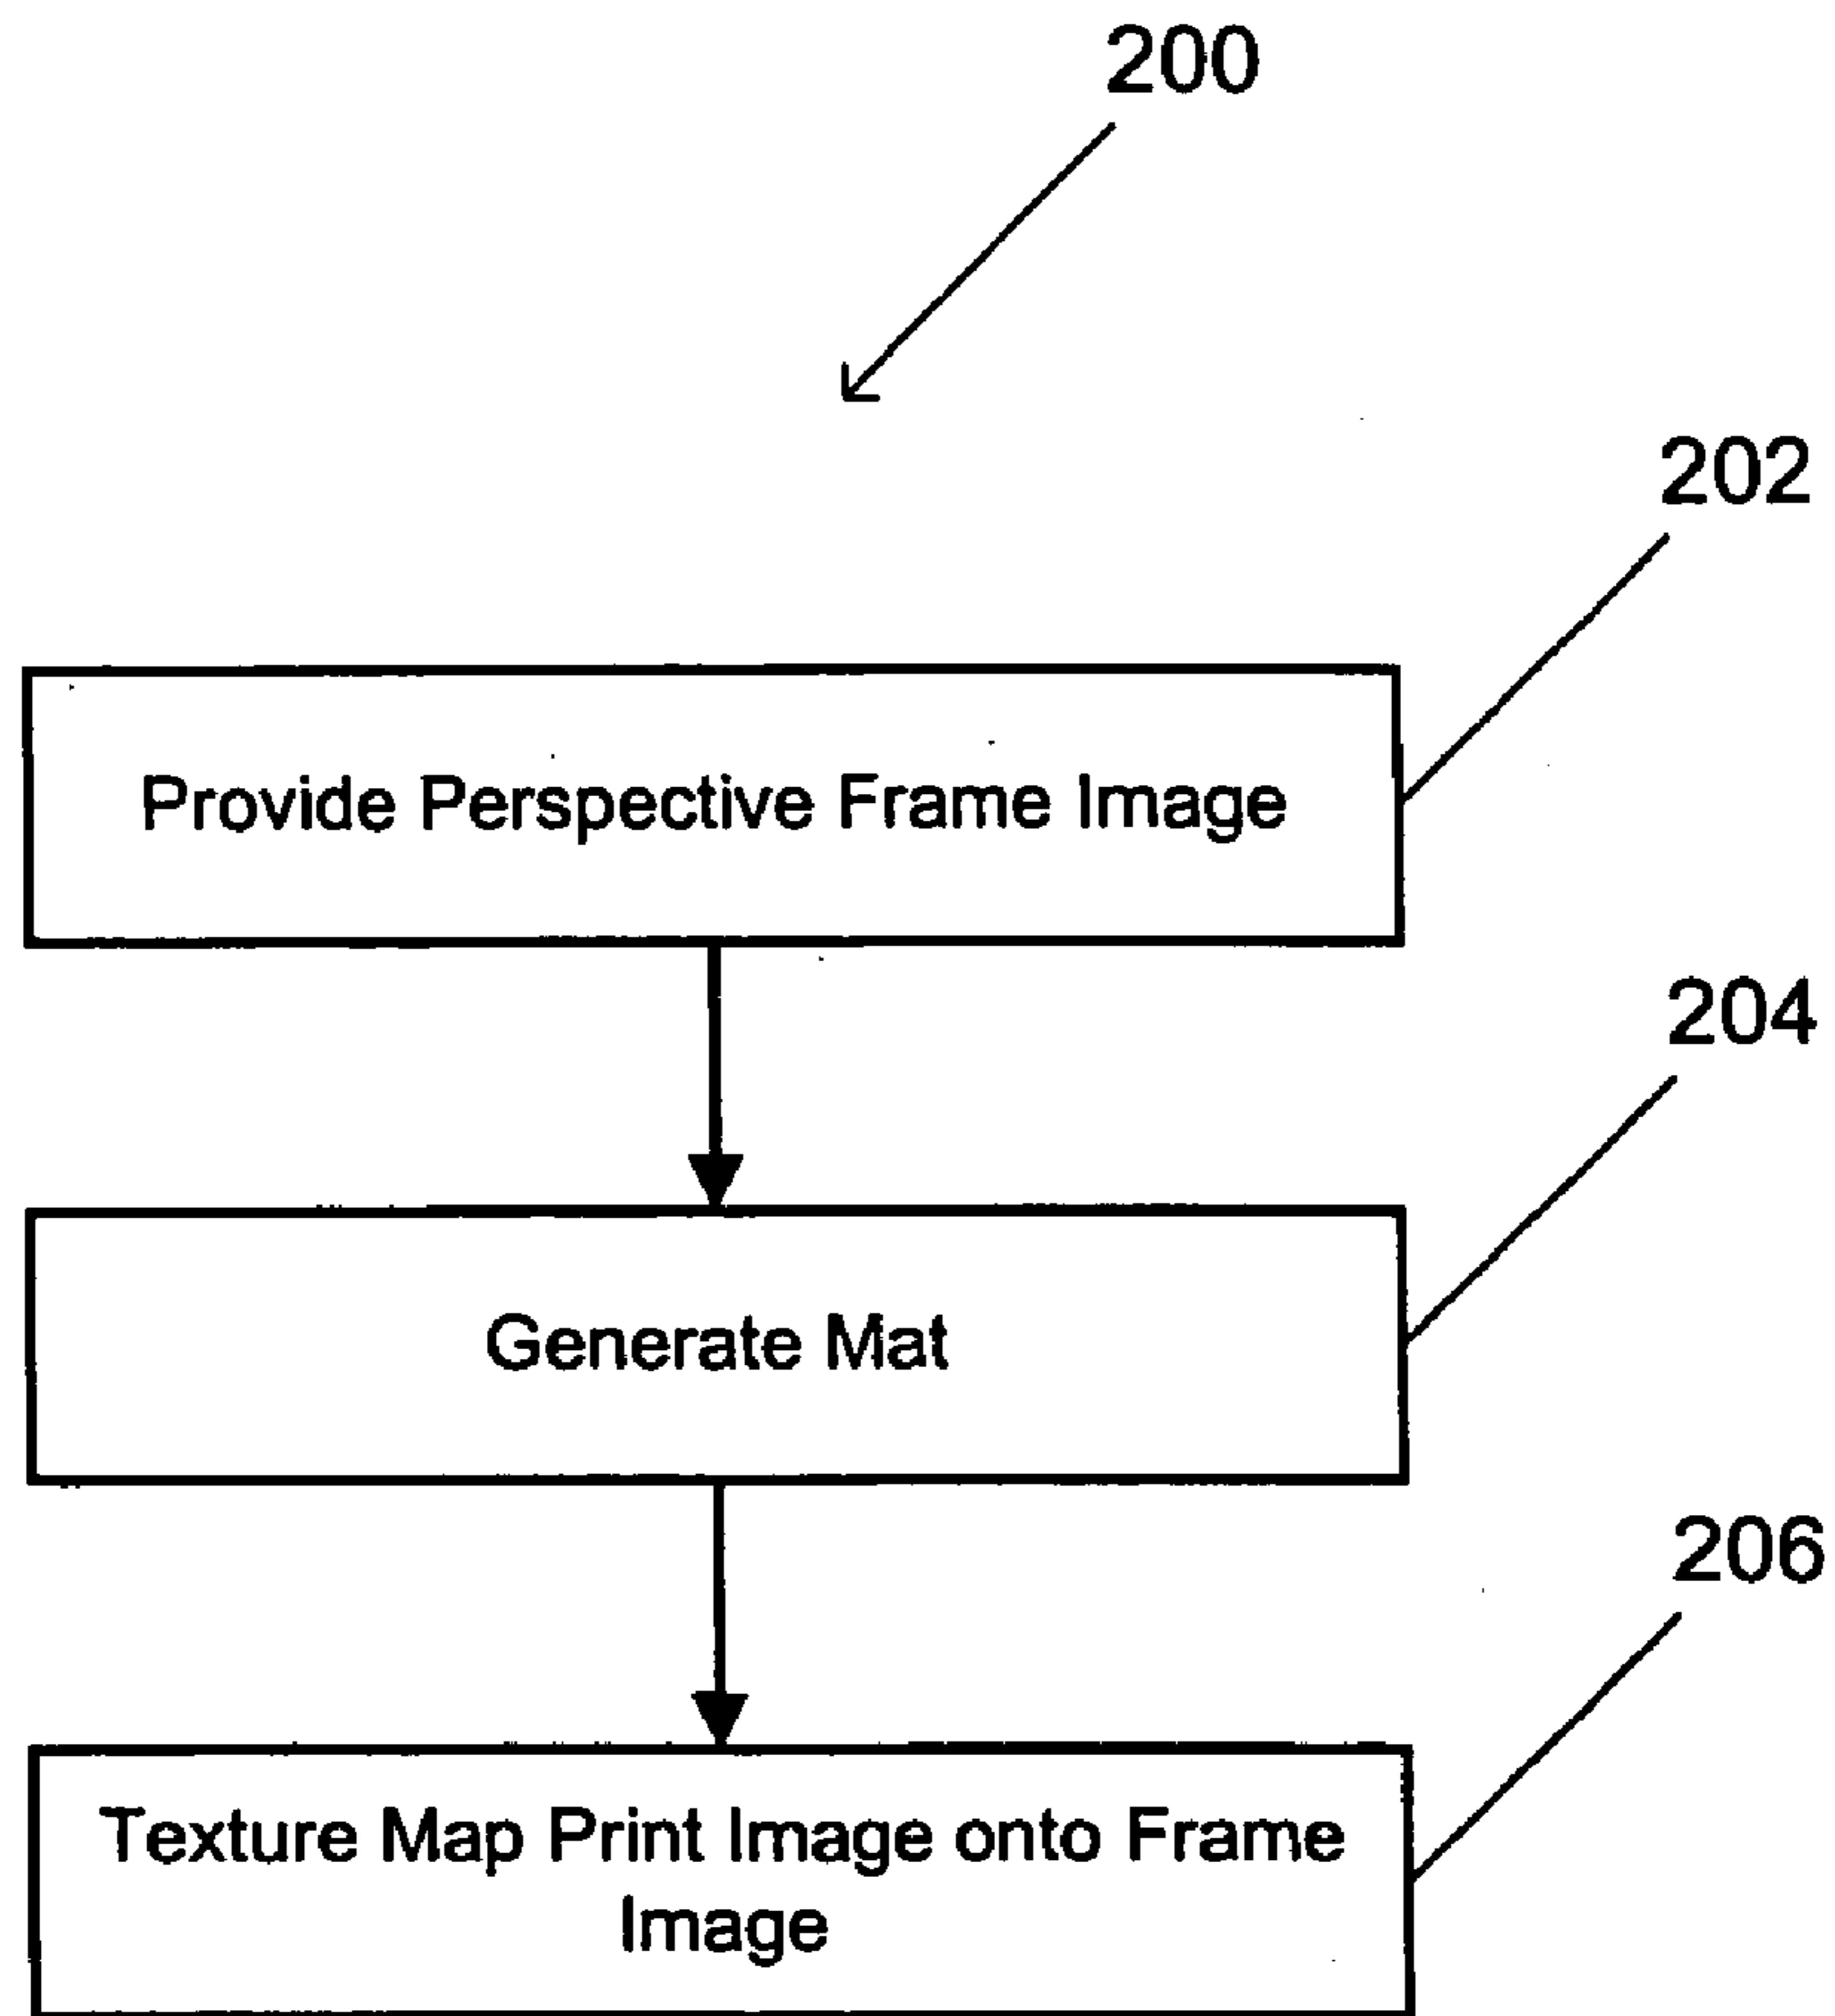 200
202
Provide Perspective Frame Image
204
Generate Mat
206
Texture Map Print Image onto Frame
Image